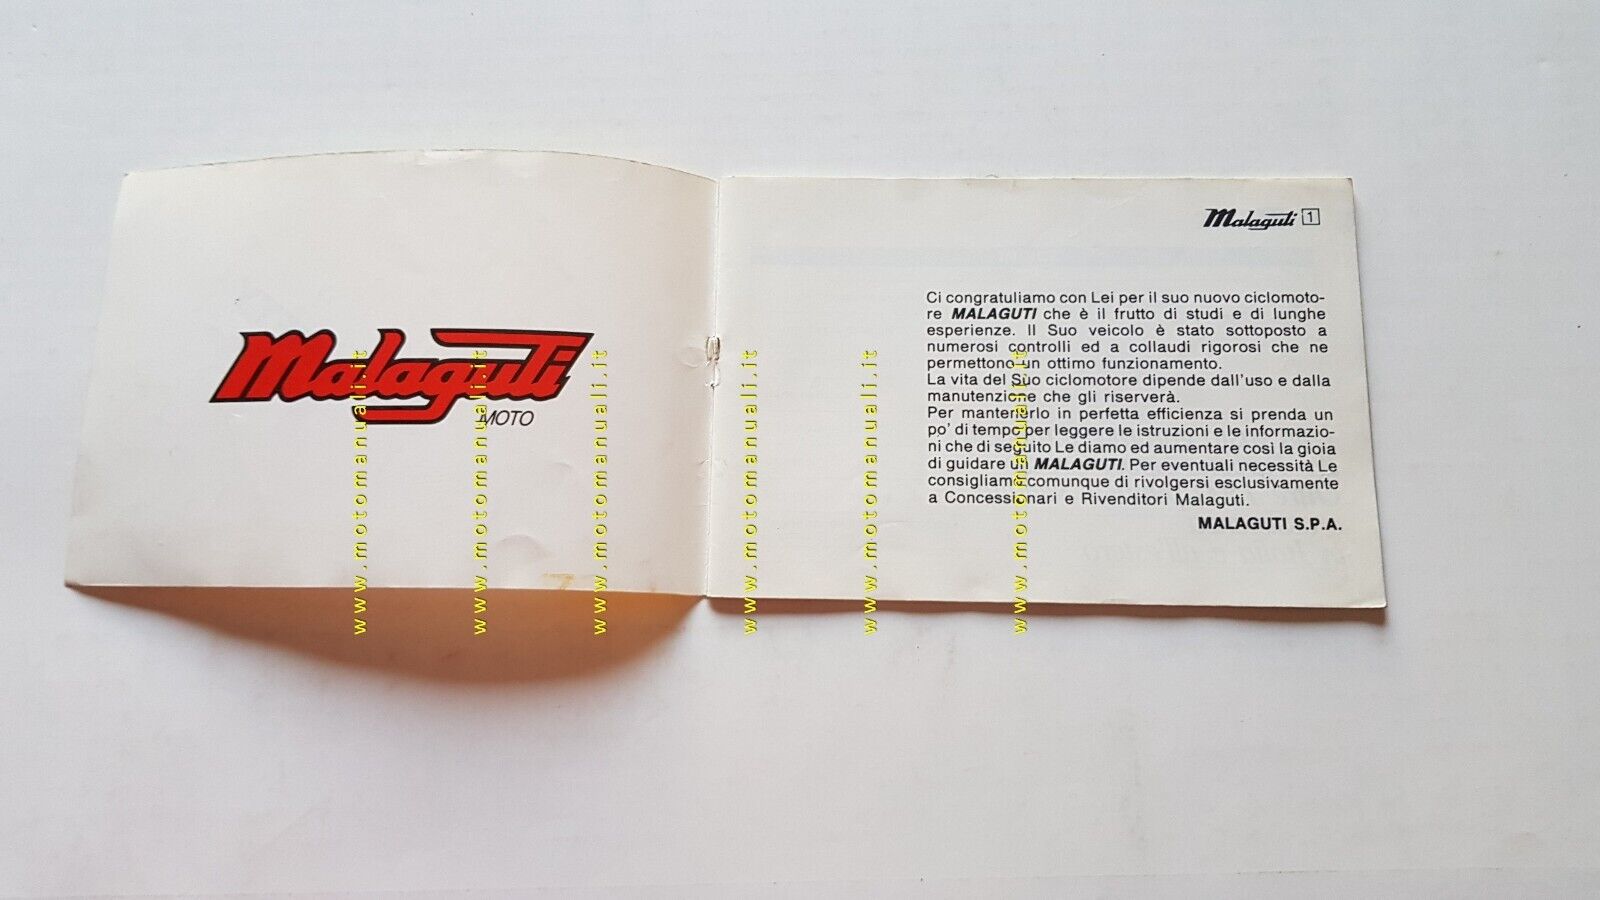 Malaguti
MOTO
Malaguti 1
Ci congratuliamo con Lei per il suo nuovo ciclomoto-
re MALAGUTI che è il frutto di studi e di lunghe
esperienze. Il Suo veicolo è stato sottoposto a
numerosi controlli ed a collaudi rigorosi che ne
permettono un ottimo funzionamento.
La vita del Suo ciclomotore dipende dall'uso e dalla
manutenzione che gli riserverà.
Per mantenerlo in perfetta efficienza si prenda un
po' di tempo per leggere le istruzioni e le informazio-
ni che di seguito Le diamo ed aumentare così la gioia
di guidare un MALAGUTI. Per eventuali necessità Le
consigliamo comunque di rivolgersi esclusivamente
a Concessionari e Rivenditori Malaguti.
MALAGUTI S.P.A.
www.motomanuali.it
www.motomanuali.it
www.motomanuali.it
www.motomanuali.it
www.motomanuali.it
www.motomanuali.it